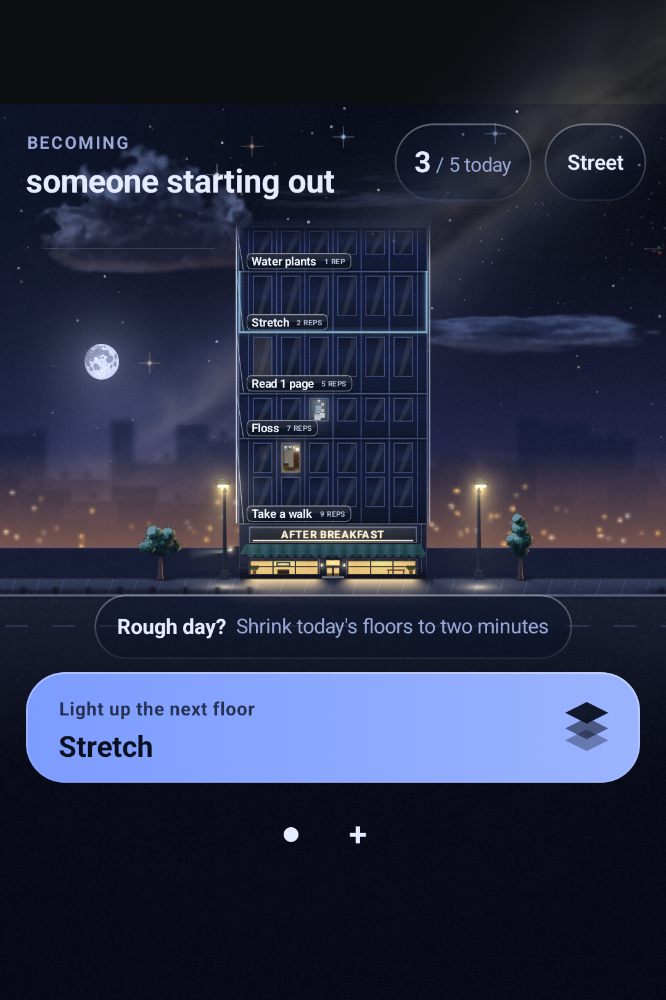 BECOMING
someone starting out
3 / 5 today
Street
Water plants 1 REP
Stretch 2 REPS
Read 1 page 5 REPS
Floss 7 REPS
Take a walk 9 REPS
AFTER BREAKFAST
Rough day? Shrink today's floors to two minutes
Light up the next floor
Stretch
+